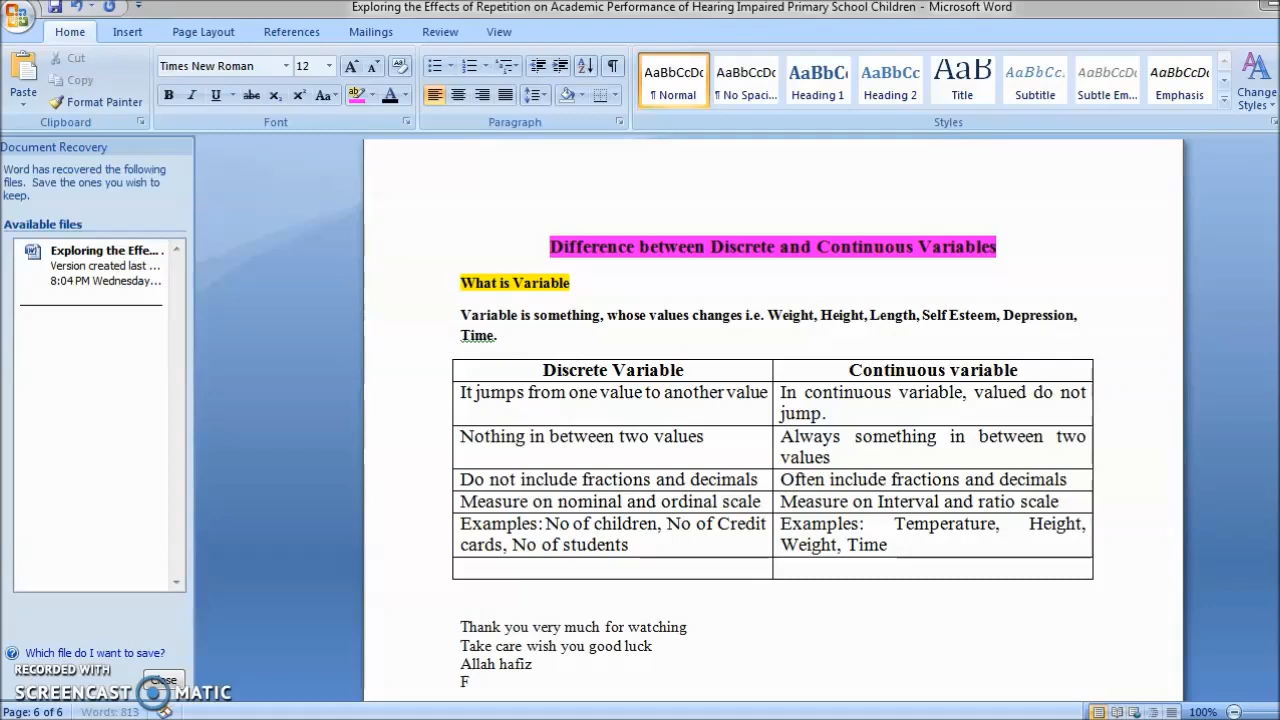 Exploring the Effects of Repetition on Academic Performance of Hearing Impaired Primary School Children - Microsoft Word
Home Insert Page Layout References Mailings Review View
Paste
Cut
Copy
Format Painter
Clipboard
Times New Roman 12
B I U abc x₂ x² Aa
Font
Paragraph
AaBbCcDc AaBbCcDc AaBbC AaBbCc AaB AaBbCc. AaBbCcDc AaBbCcDc
¶ Normal ¶ No Spaci... Heading 1 Heading 2 Title Subtitle Subtle Em... Emphasis
Change
Styles
Styles
Document Recovery
Word has recovered the following
files. Save the ones you wish to
keep.
Available files
Exploring the Effe...
Version created last ...
8:04 PM Wednesday...
Which file do I want to save?
Close
RECORDED WITH
SCREENCAST MATIC
Difference between Discrete and Continuous Variables
What is Variable
Variable is something, whose values changes i.e. Weight, Height, Length, Self Esteem, Depression,
Time.
Discrete Variable Continuous variable
It jumps from one value to another value In continuous variable, valued do not
jump.
Nothing in between two values Always something in between two
values
Do not include fractions and decimals Often include fractions and decimals
Measure on nominal and ordinal scale Measure on Interval and ratio scale
Examples: No of children, No of Credit Examples: Temperature, Height,
cards, No of students Weight, Time
Thank you very much for watching
Take care wish you good luck
Allah hafiz
F
Page: 6 of 6 Words: 813 100%